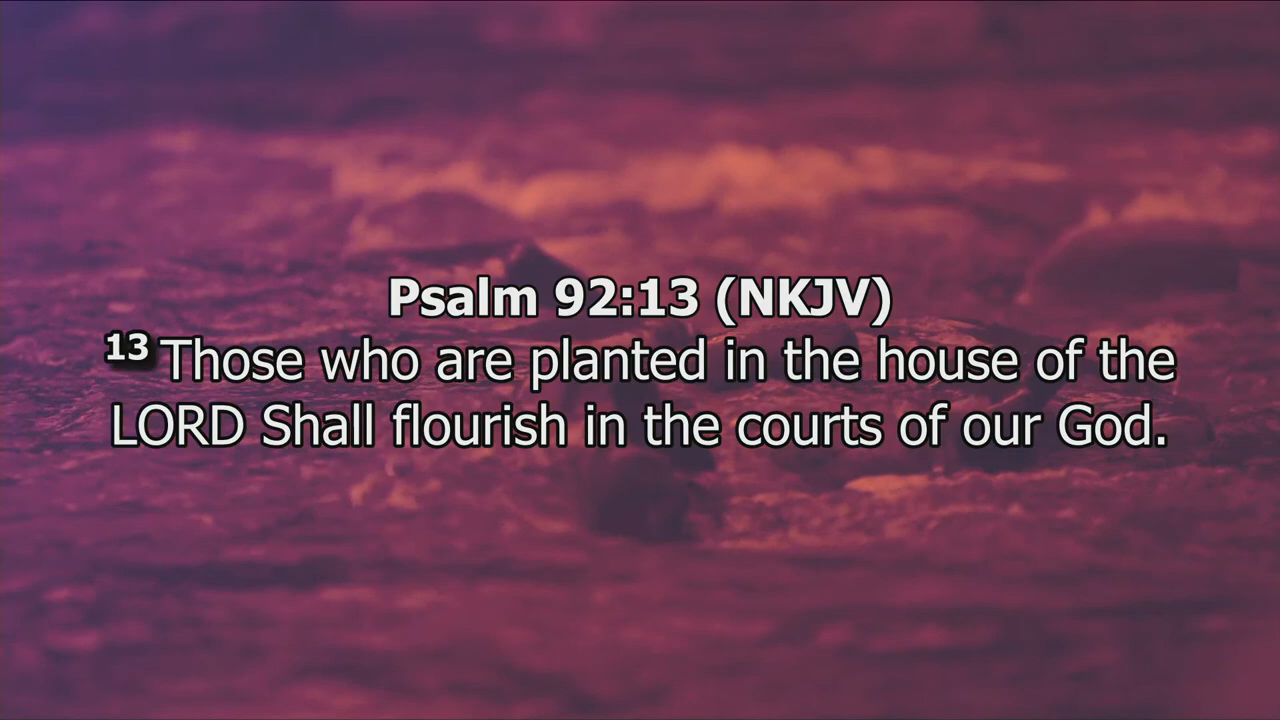 Psalm 92:13 (NKJV)
13 Those who are planted in the house of the
LORD Shall flourish in the courts of our God.